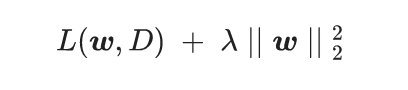 L(w, D) + λ || w || ₂²